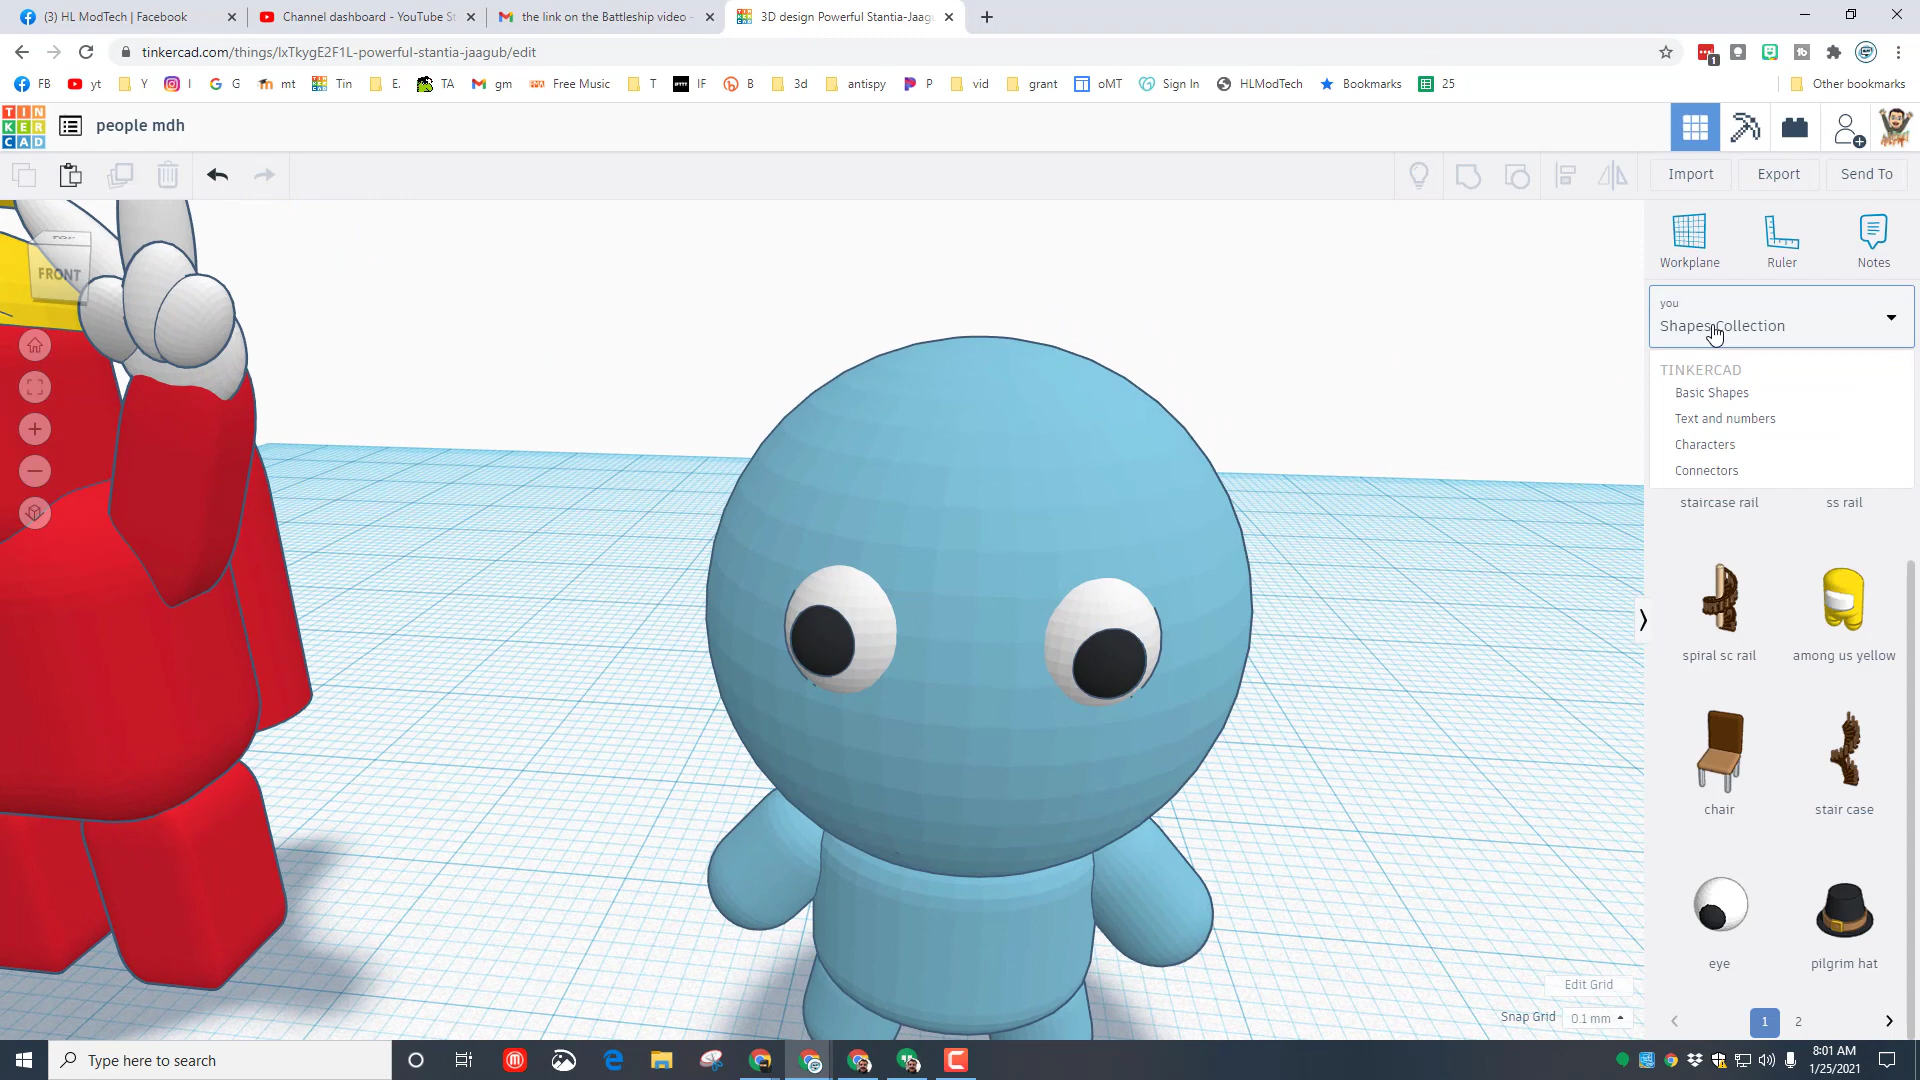 (3) HL ModTech | Facebook
Channel dashboard - YouTube St
the link on the Battleship video -
3D design Powerful Stantia-Jaagu
tinkercad.com/things/lxTkygE2F1L-powerful-stantia-jaagub/edit
1
FB
yt
Y
I
G
mt
Tin
E.
TA
gm
Free Music
T
IF
B
3d
antispy
P
vid
grant
oMT
Sign In
HLModTech
Bookmarks
25
Other bookmarks
TIN
KER
CAD
people mdh
Import
Export
Send To
TOP
FRONT
Workplane
Ruler
Notes
you
Shapes Collection
TINKERCAD
Basic Shapes
Text and numbers
Characters
Connectors
staircase rail
ss rail
spiral sc rail
among us yellow
chair
stair case
eye
pilgrim hat
Edit Grid
Snap Grid
0.1 mm
1
2
Type here to search
8:01 AM
1/25/2021